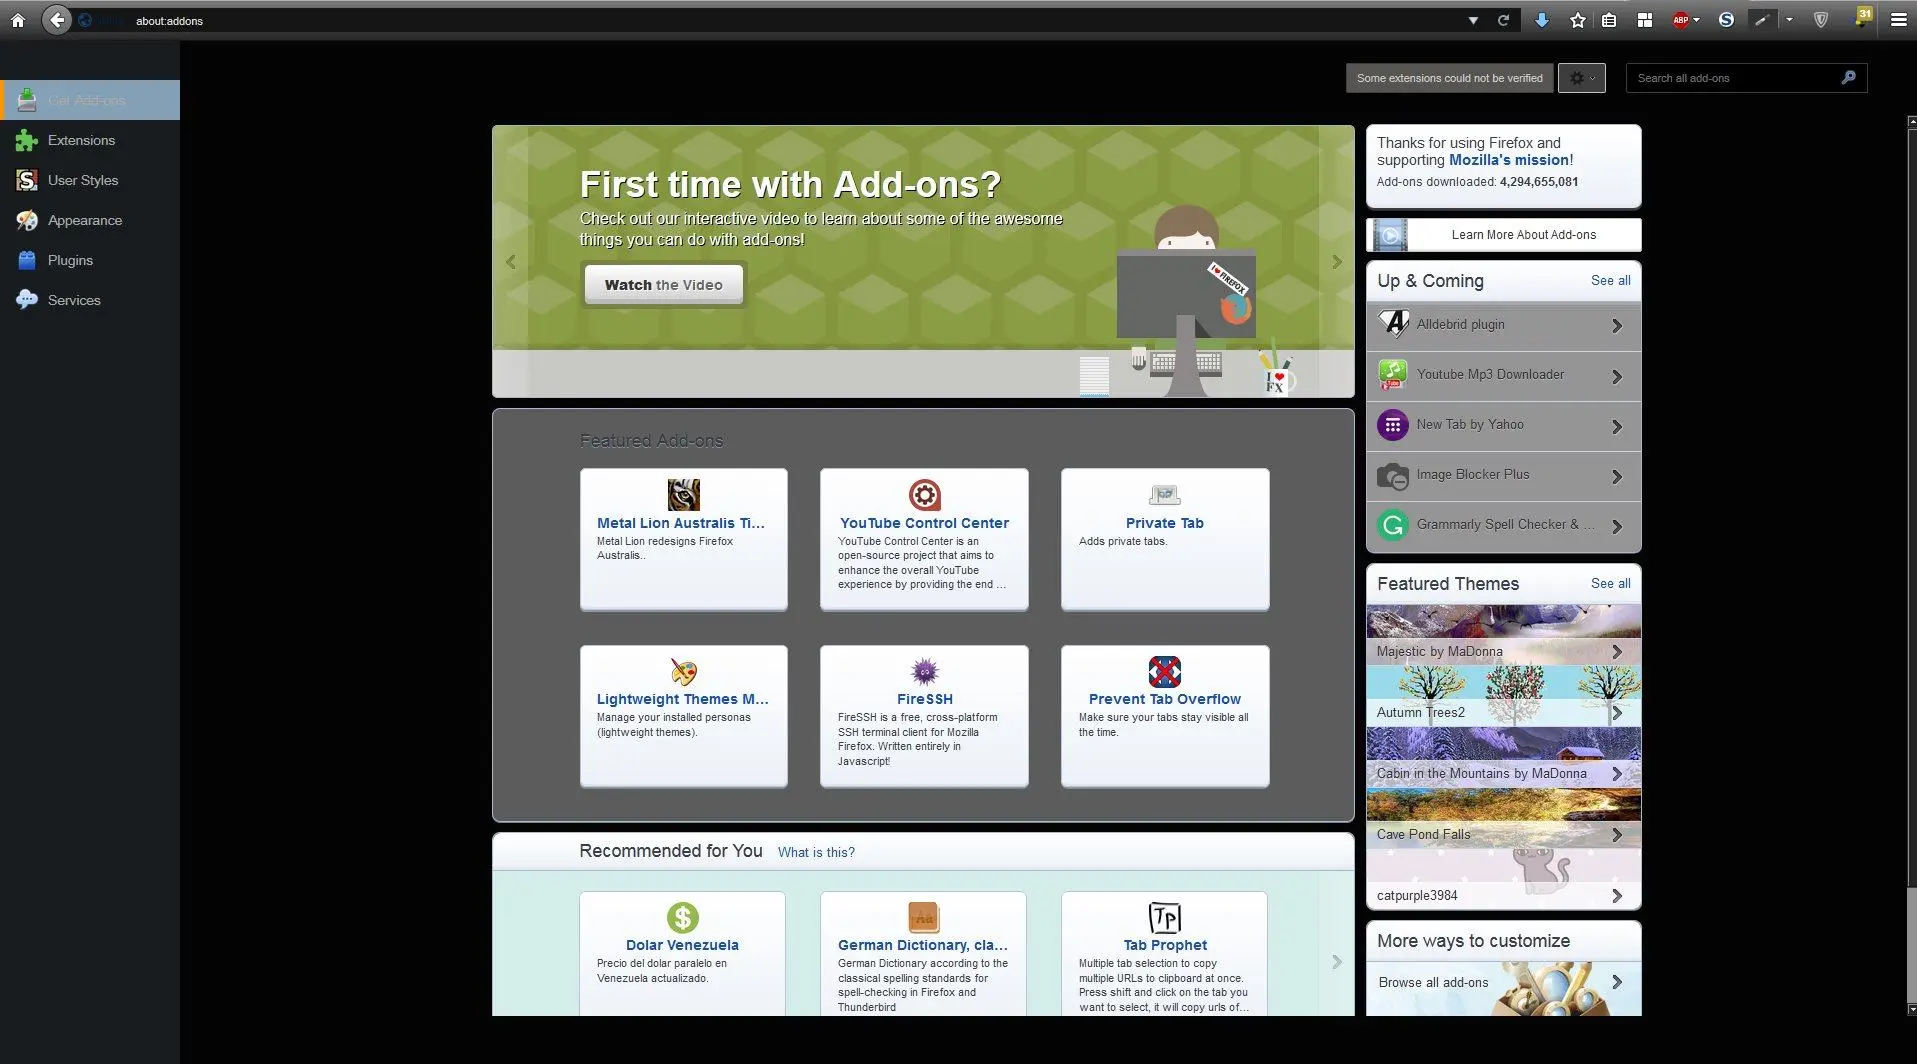 about:addons
ABP
S
31
Some extensions could not be verified
Search all add-ons
Get Add-ons
Extensions
User Styles
Appearance
Plugins
Services
First time with Add-ons?
Check out our interactive video to learn about some of the awesome
things you can do with add-ons!
Watch the Video
I ❤ FIREFOX
I ❤
FX
Thanks for using Firefox and
supporting Mozilla's mission!
Add-ons downloaded: 4,294,655,081
Learn More About Add-ons
Up & Coming
See all
Alldebrid plugin
Youtube Mp3 Downloader
New Tab by Yahoo
Image Blocker Plus
Grammarly Spell Checker & ...
Featured Add-ons
Metal Lion Australis Ti...
Metal Lion redesigns Firefox
Australis..
YouTube Control Center
YouTube Control Center is an
open-source project that aims to
enhance the overall YouTube
experience by providing the end ...
Private Tab
Adds private tabs.
Lightweight Themes M...
Manage your installed personas
(lightweight themes).
FireSSH
FireSSH is a free, cross-platform
SSH terminal client for Mozilla
Firefox. Written entirely in
Javascript!
Prevent Tab Overflow
Make sure your tabs stay visible all
the time.
Featured Themes
See all
Majestic by MaDonna
Autumn Trees2
Cabin in the Mountains by MaDonna
Cave Pond Falls
catpurple3984
Recommended for You
What is this?
Dolar Venezuela
Precio del dolar paralelo en
Venezuela actualizado.
Aa
German Dictionary, cla...
German Dictionary according to the
classical spelling standards for
spell-checking in Firefox and
Thunderbird
TP
Tab Prophet
Multiple tab selection to copy
multiple URLs to clipboard at once.
Press shift and click on the tab you
want to select, it will copy urls of...
More ways to customize
Browse all add-ons